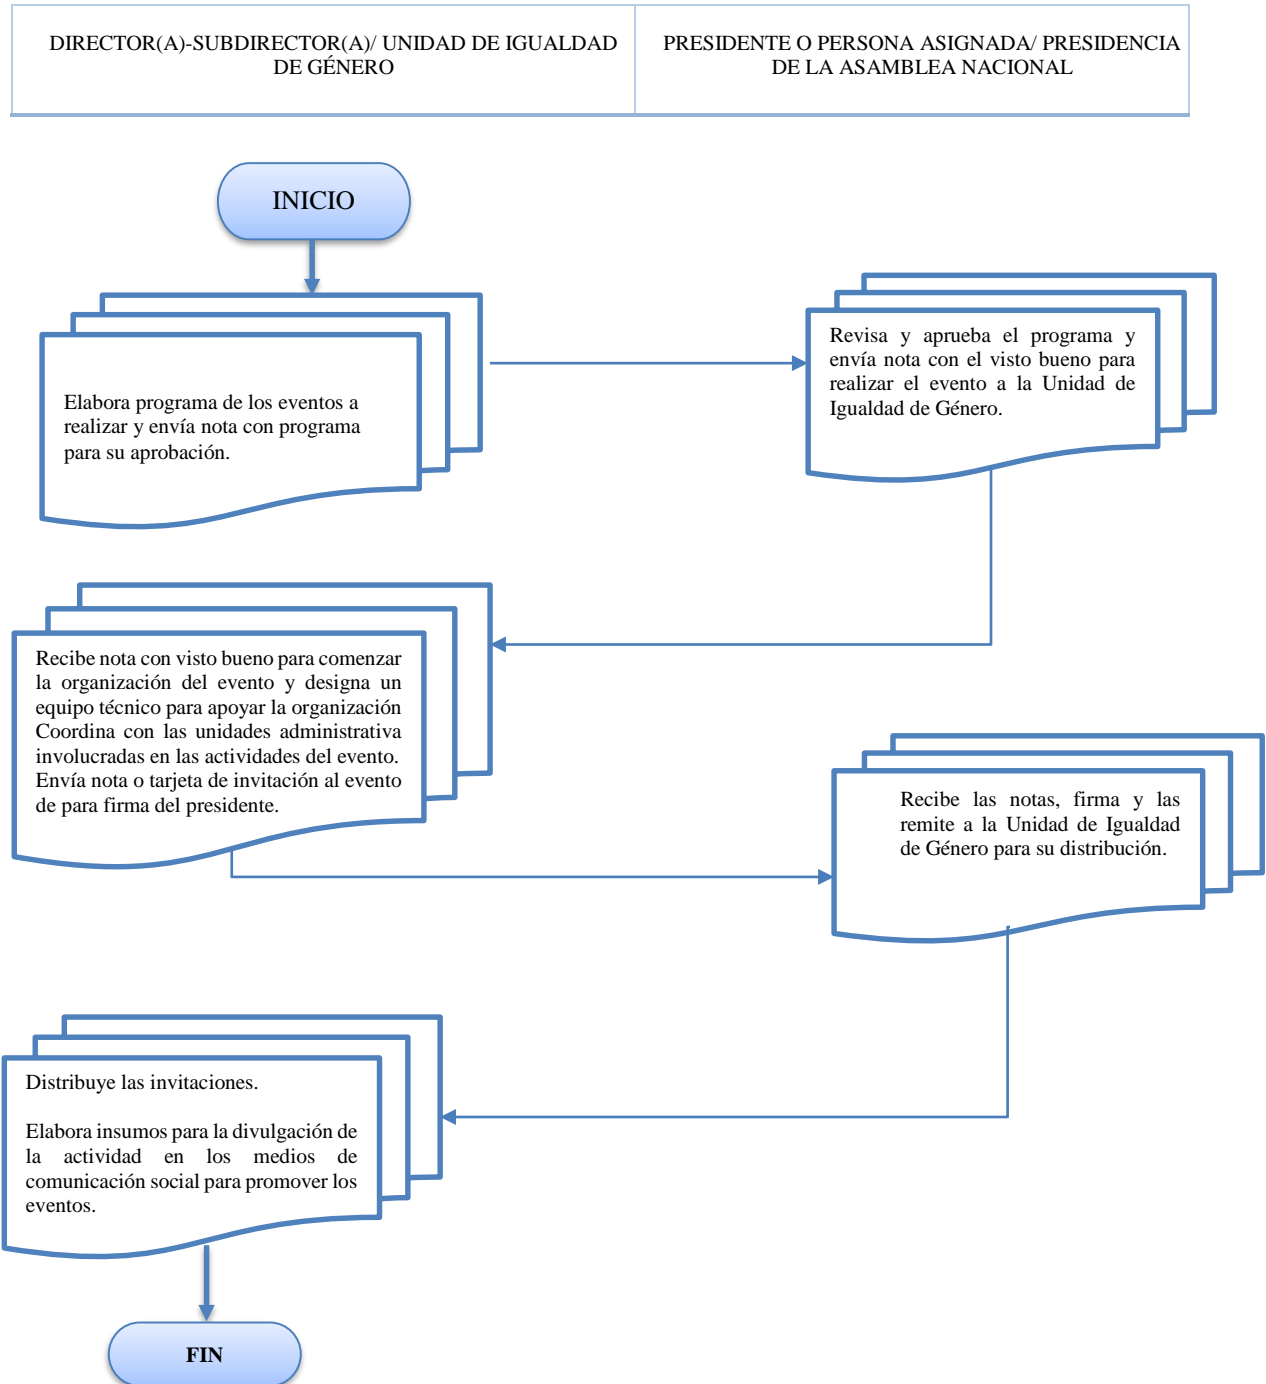 DIRECTOR(A)-SUBDIRECTOR(A)/ UNIDAD DE IGUALDAD
DE GÉNERO
PRESIDENTE O PERSONA ASIGNADA/ PRESIDENCIA
DE LA ASAMBLEA NACIONAL
INICIO
Elabora programa de los eventos a
realizar y envía nota con programa
para su aprobación.
Revisa y aprueba el programa y
envía nota con el visto bueno para
realizar el evento a la Unidad de
Igualdad de Género.
Recibe nota con visto bueno para comenzar
la organización del evento y designa un
equipo técnico para apoyar la organización
Coordina con las unidades administrativa
involucradas en las actividades del evento.
Envía nota o tarjeta de invitación al evento
de para firma del presidente.
Recibe las notas, firma y las
remite a la Unidad de Igualdad
de Género para su distribución.
Distribuye las invitaciones.
Elabora insumos para la divulgación de
la actividad en los medios de
comunicación social para promover los
eventos.
FIN